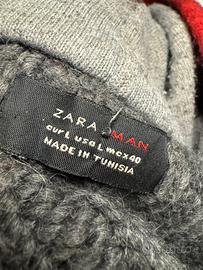 ZARA MAN
eur L usa L mex 40
MADE IN TUNISIA